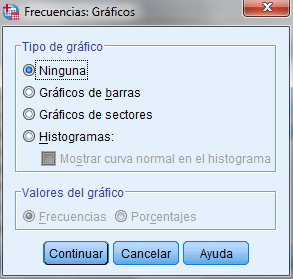 Frecuencias: Gráficos
Tipo de gráfico
Ninguna
Gráficos de barras
Gráficos de sectores
Histogramas:
Mostrar curva normal en el histograma
Valores del gráfico
Frecuencias Porcentajes
Continuar Cancelar Ayuda